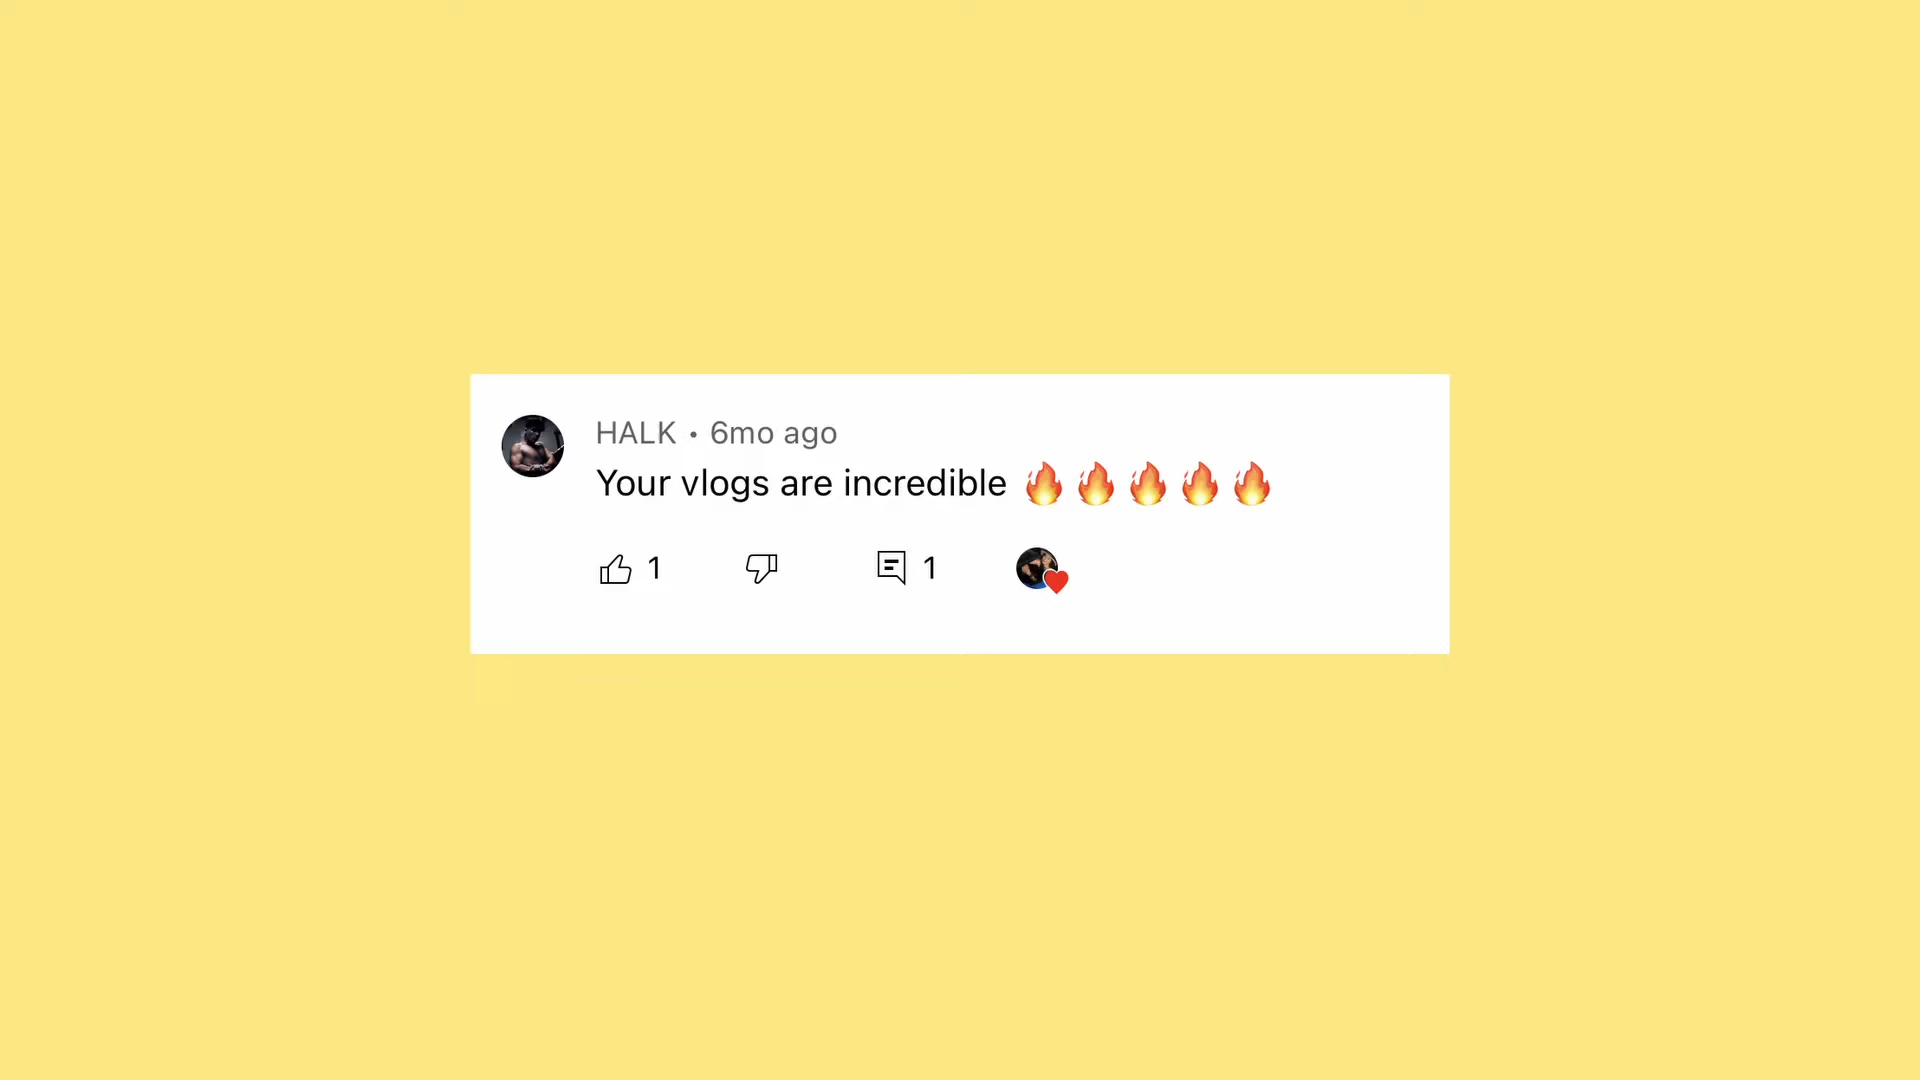 HALK • 6mo ago
Your vlogs are incredible 🔥🔥🔥🔥🔥
1 1